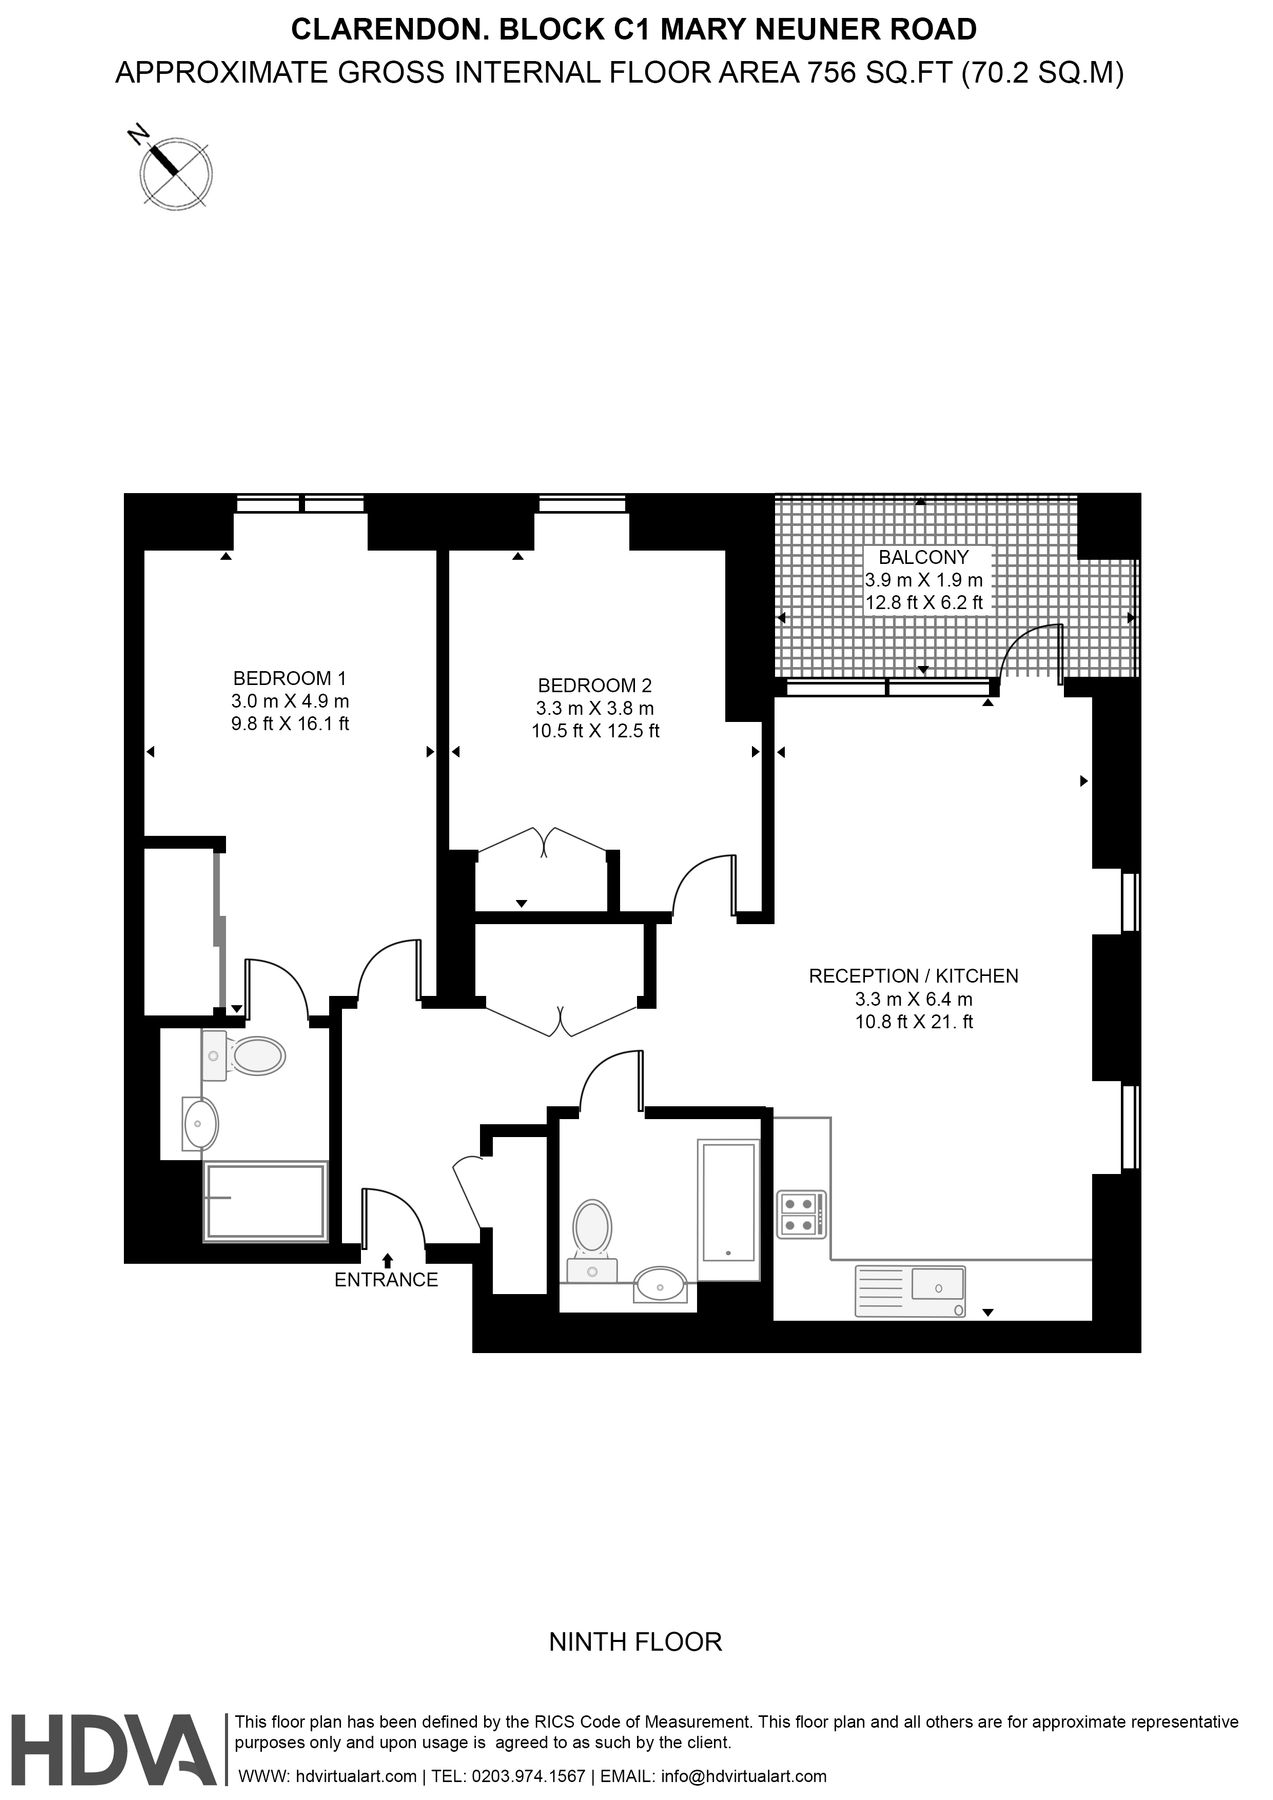 CLARENDON. BLOCK C1 MARY NEUNER ROAD
APPROXIMATE GROSS INTERNAL FLOOR AREA 756 SQ.FT (70.2 SQ.M)
N
BALCONY
3.9 m X 1.9 m
12.8 ft X 6.2 ft
BEDROOM 1
3.0 m X 4.9 m
9.8 ft X 16.1 ft
BEDROOM 2
3.3 m X 3.8 m
10.5 ft X 12.5 ft
RECEPTION / KITCHEN
3.3 m X 6.4 m
10.8 ft X 21. ft
ENTRANCE
NINTH FLOOR
HDVA
This floor plan has been defined by the RICS Code of Measurement. This floor plan and all others are for approximate representative
purposes only and upon usage is agreed to as such by the client.
WWW: hdvirtualart.com | TEL: 0203.974.1567 | EMAIL: info@hdvirtualart.com